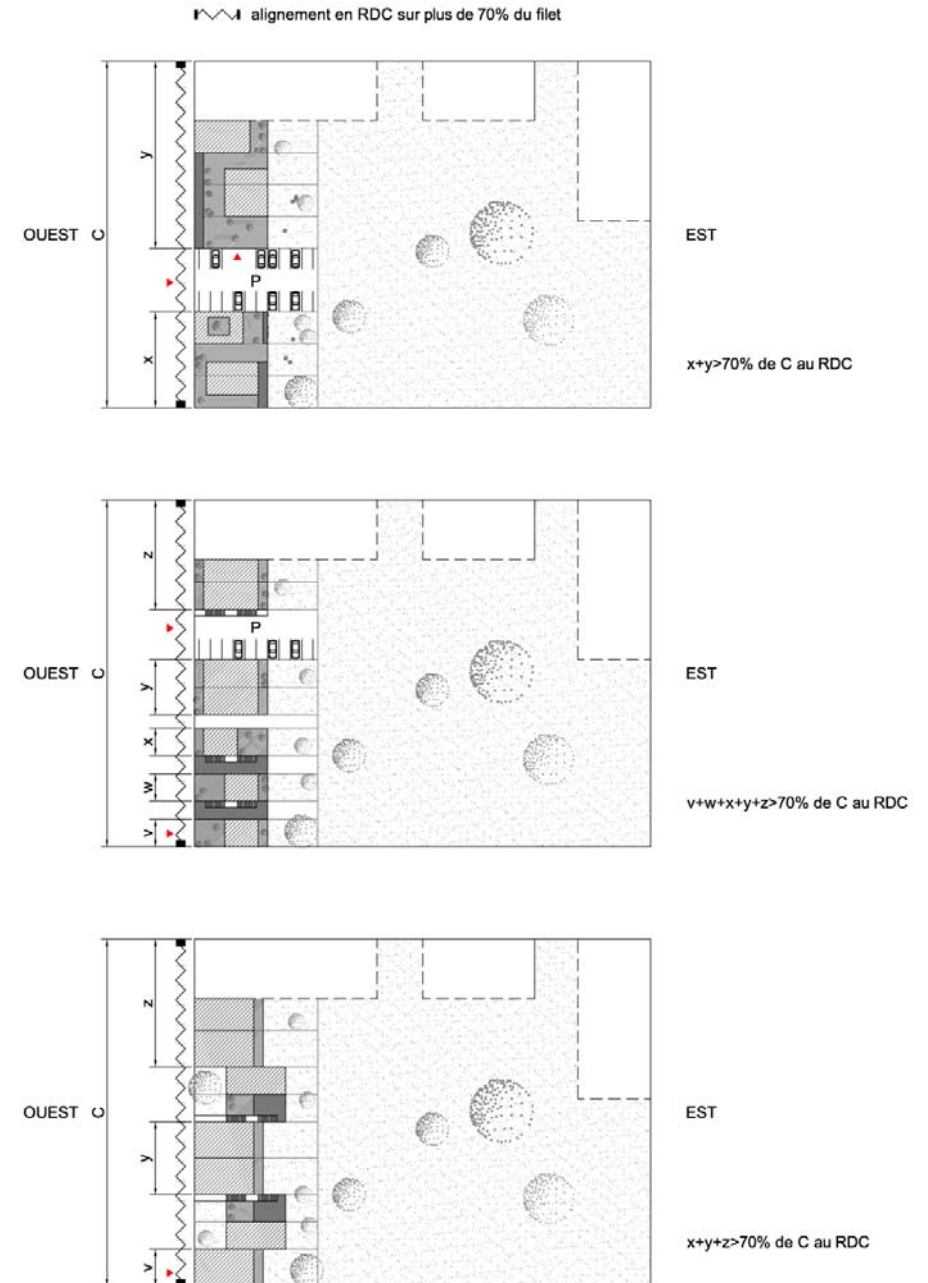 alignement en RDC sur plus de 70% du filet
y
OUEST
C
EST
P
x
x+y>70% de C au RDC
z
P
OUEST
C
EST
y
x
w
v
v+w+x+y+z>70% de C au RDC
z
OUEST
C
EST
y
x+y+z>70% de C au RDC
v